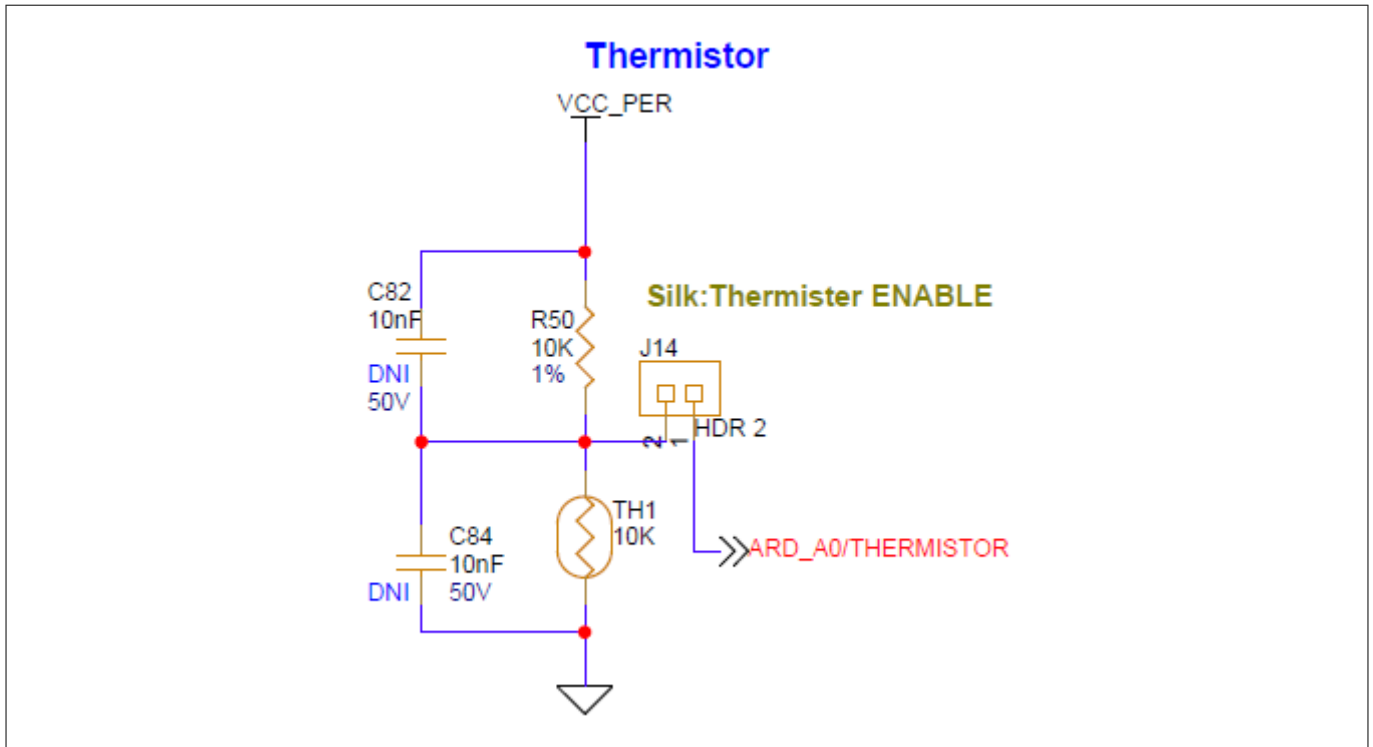 Thermistor
VCC_PER
C82
10nF
DNI
50V
R50
10K
1%
Silk:Thermister ENABLE
J14
HDR 2
2
1
TH1
10K
C84
10nF
DNI
50V
ARD_A0/THERMISTOR